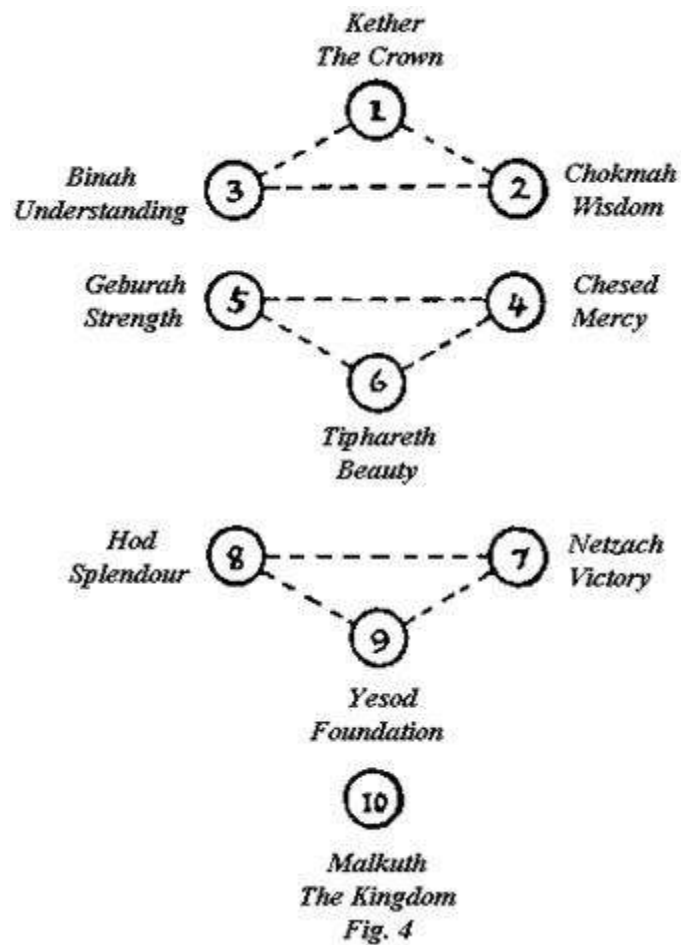 Kether
The Crown
1
Binah
Understanding
3
2
Chokmah
Wisdom
Geburah
Strength
5
4
Chesed
Mercy
6
Tiphareth
Beauty
Hod
Splendour
8
7
Netzach
Victory
9
Yesod
Foundation
10
Malkuth
The Kingdom
Fig. 4